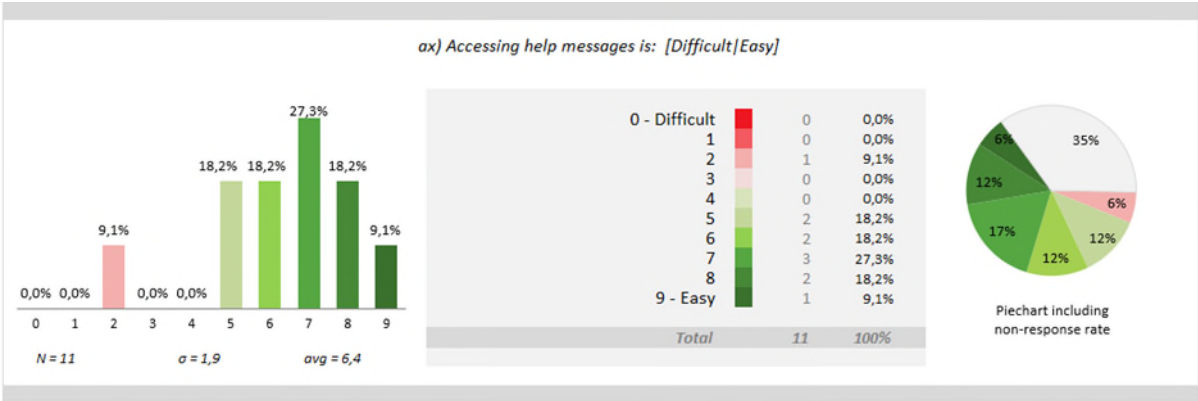 ax) Accessing help messages is: [Difficult|Easy]
27,3%
18,2% 18,2% 18,2%
9,1% 9,1%
0,0% 0,0% 0,0% 0,0%
0 1 2 3 4 5 6 7 8 9
N = 11 σ = 1,9 avg = 6,4
0 - Difficult 0 0,0%
1 0 0,0%
2 1 9,1%
3 0 0,0%
4 0 0,0%
5 2 18,2%
6 2 18,2%
7 3 27,3%
8 2 18,2%
9 - Easy 1 9,1%
Total 11 100%
6% 35%
12% 6%
17% 12%
12%
Piechart including
non-response rate